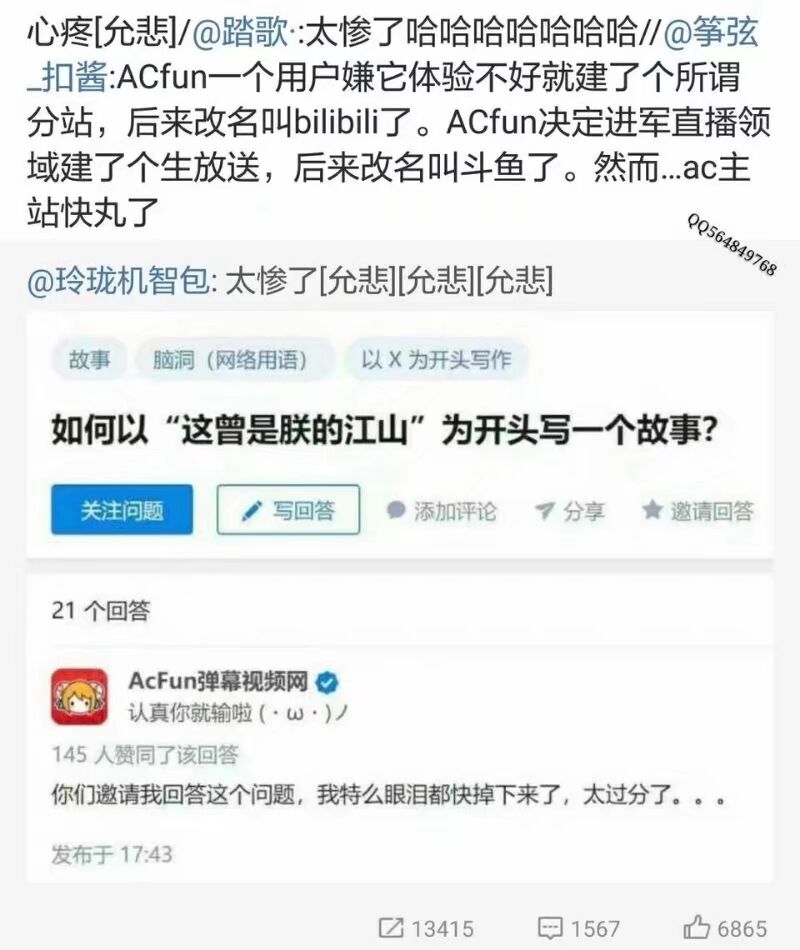 心疼[允悲]/@踏歌·:太惨了哈哈哈哈哈哈哈//@筝弦
_扣酱:ACfun一个用户嫌它体验不好就建了个所谓
分站，后来改名叫bilibili了。ACfun决定进军直播领
域建了个生放送，后来改名叫斗鱼了。然而...ac主
站快丸了
QQ564849768
@玲珑机智包: 太惨了[允悲][允悲][允悲]
故事 脑洞（网络用语） 以 X 为开头写作
如何以“这曾是朕的江山”为开头写一个故事？
关注问题 写回答 添加评论 分享 邀请回答
21 个回答
AcFun弹幕视频网
认真你就输啦 (・ω・)ノ
145 人赞同了该回答
你们邀请我回答这个问题，我特么眼泪都快掉下来了，太过分了。。。
发布于 17:43
13415 1567 6865